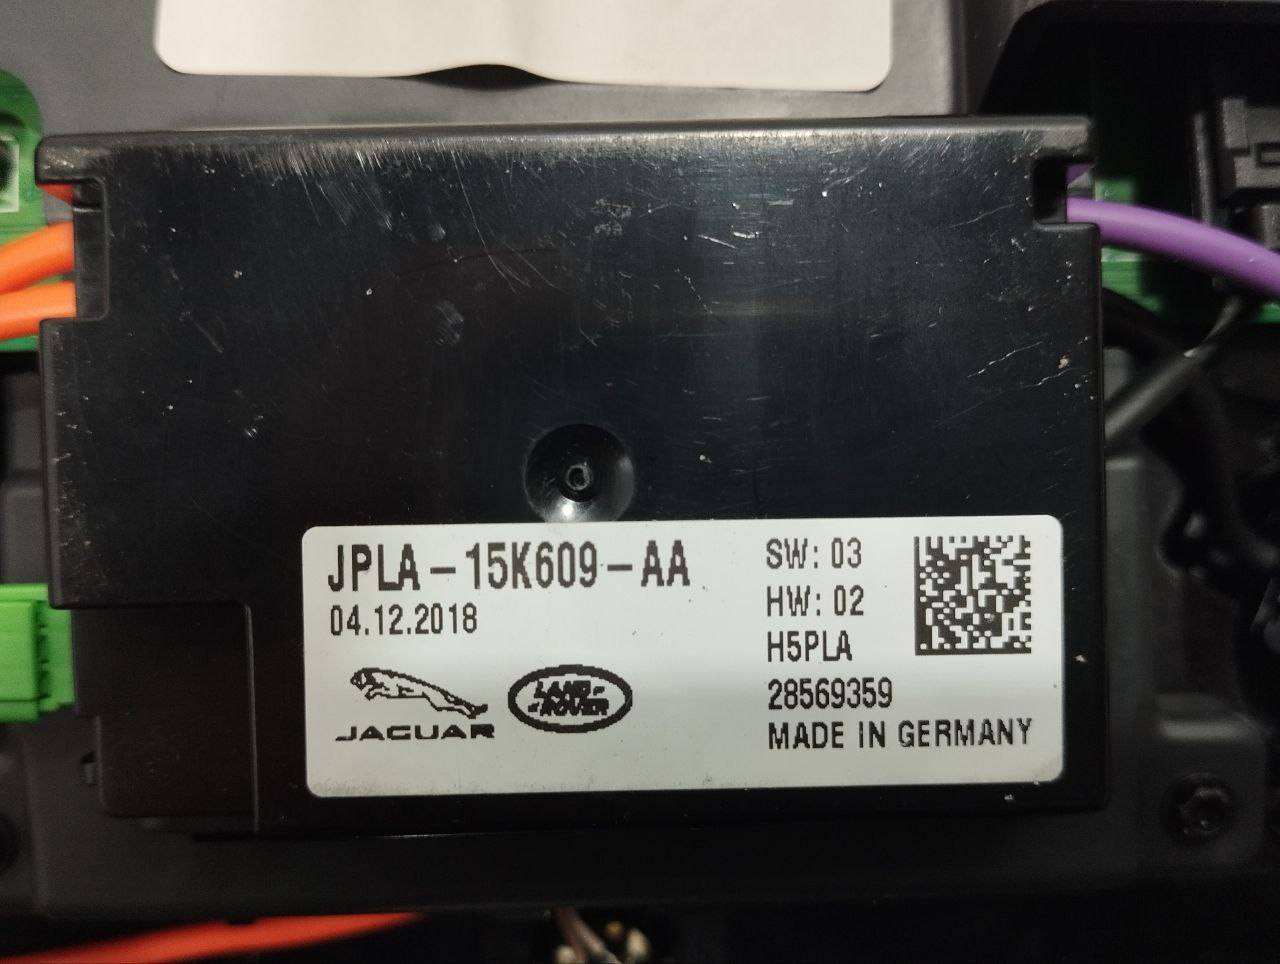 JPLA-15K609-AA
04.12.2018
JAGUAR
LAND-
-ROVER
SW: 03
HW: 02
H5PLA
28569359
MADE IN GERMANY